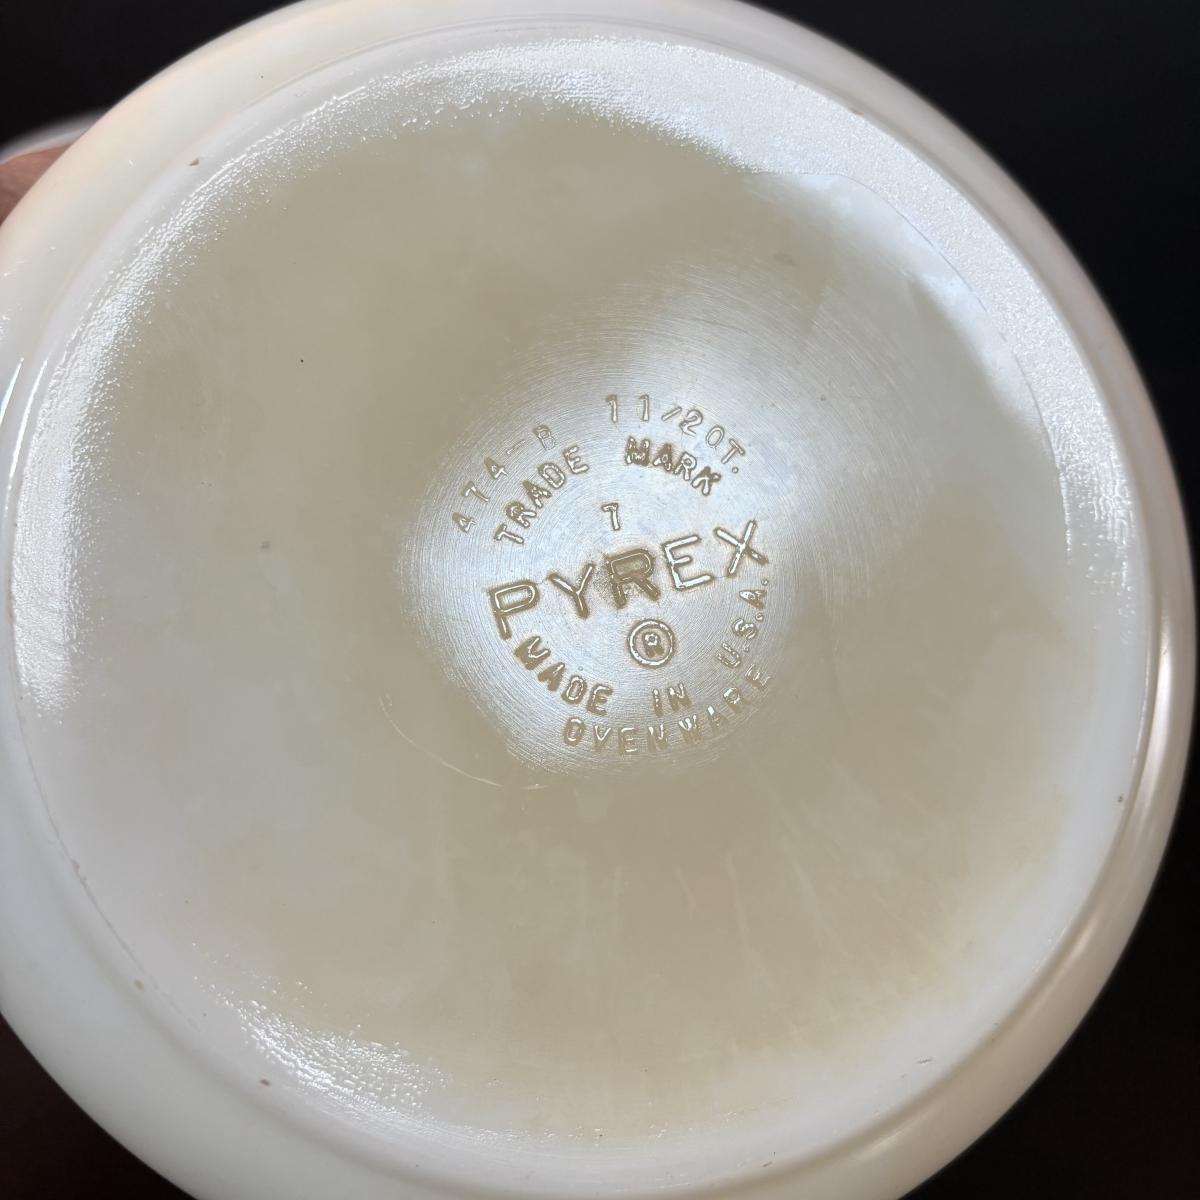 474-B 1 1/2 QT.
TRADE MARK
7
PYREX
®
MADE IN U.S.A.
OVENWARE